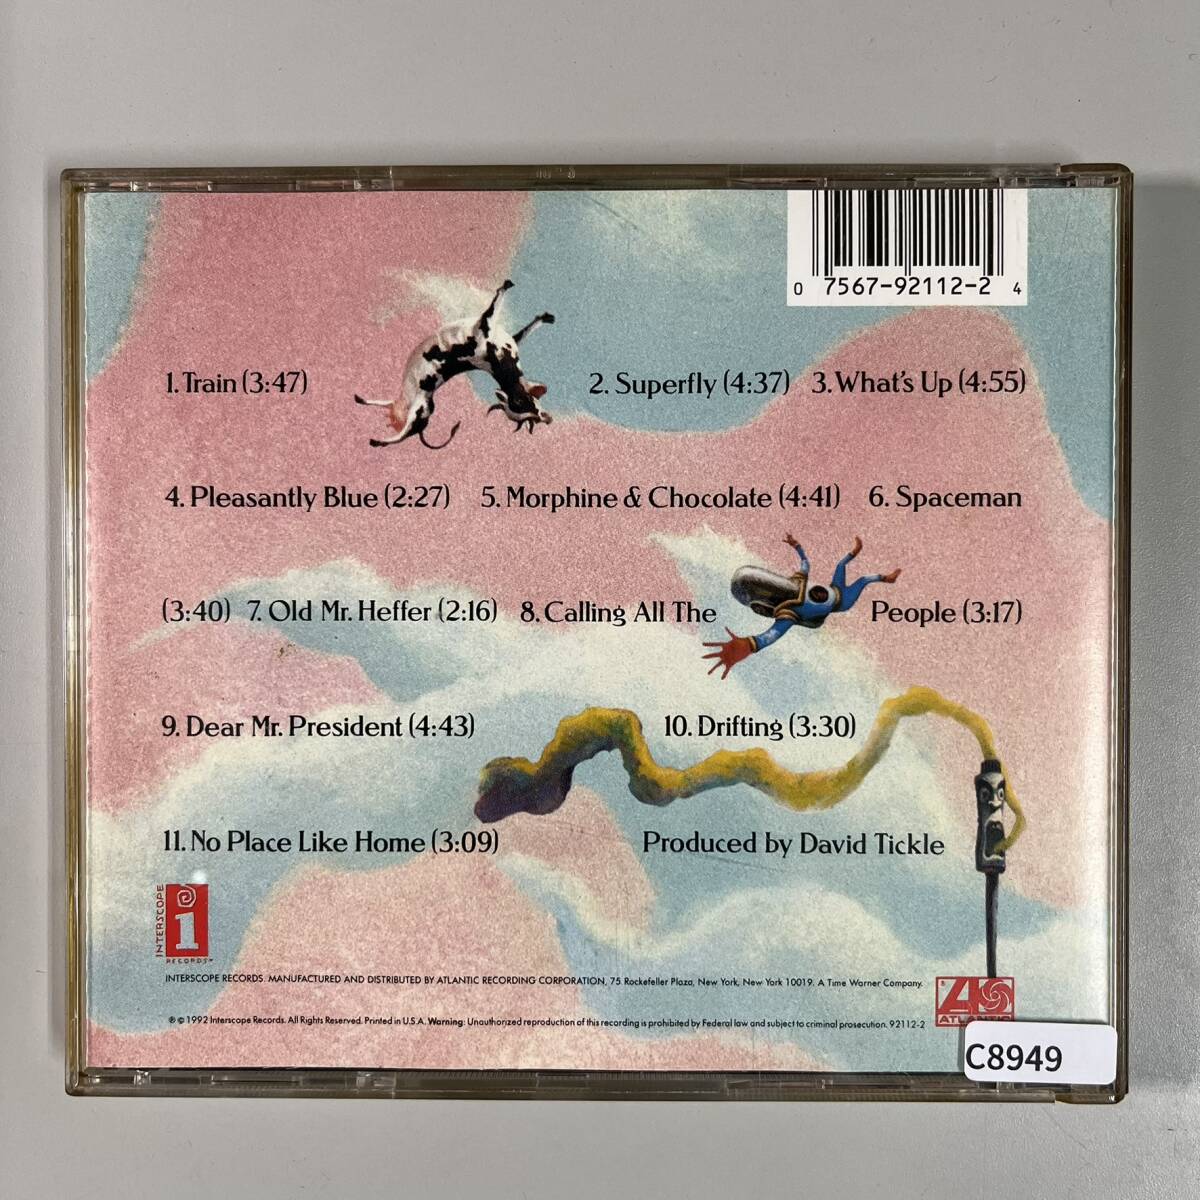 0 7567-92112-2 4
1. Train (3:47) 2. Superfly (4:37) 3. What's Up (4:55)
4. Pleasantly Blue (2:27) 5. Morphine & Chocolate (4:41) 6. Spaceman
(3:40) 7. Old Mr. Heffer (2:16) 8. Calling All The People (3:17)
9. Dear Mr. President (4:43) 10. Drifting (3:30)
11. No Place Like Home (3:09) Produced by David Tickle
INTERSCOPE
i
RECORDS™
INTERSCOPE RECORDS. MANUFACTURED AND DISTRIBUTED BY ATLANTIC RECORDING CORPORATION, 75 Rockefeller Plaza, New York, New York 10019. A Time Warner Company.
℗ © 1992 Interscope Records. All Rights Reserved. Printed in U.S.A. Warning: Unauthorized reproduction of this recording is prohibited by Federal law and subject to criminal prosecution. 92112-2
®
ATLANTIC
C8949